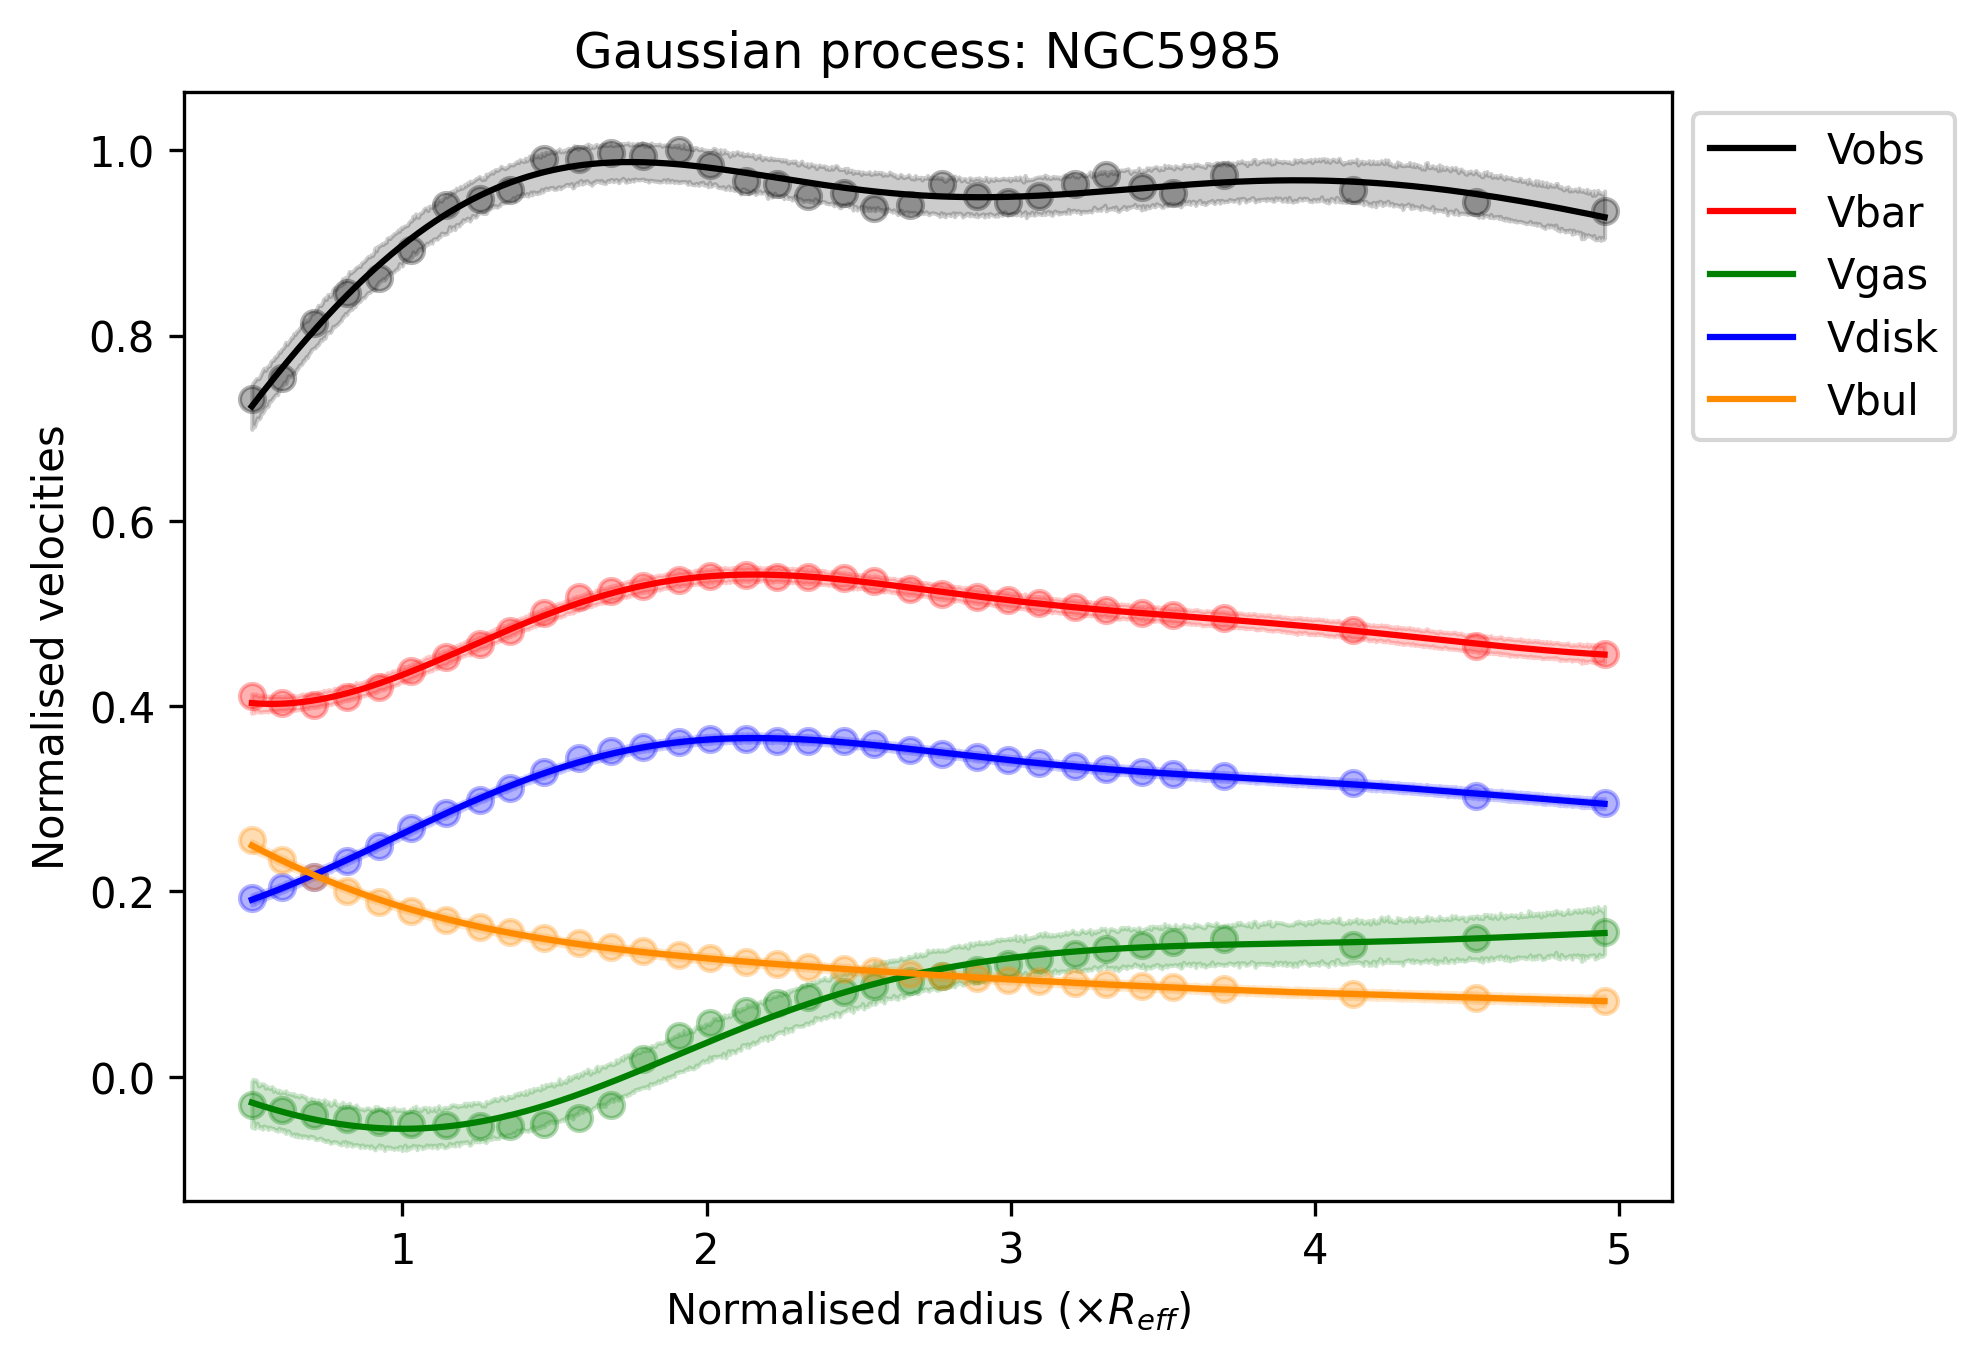 Gaussian process: NGC5985
Vobs
Vbar
Vgas
Vdisk
Vbul
Normalised velocities
1.0
0.8
0.6
0.4
0.2
0.0
1 2 3 4 5
Normalised radius (×R_eff)